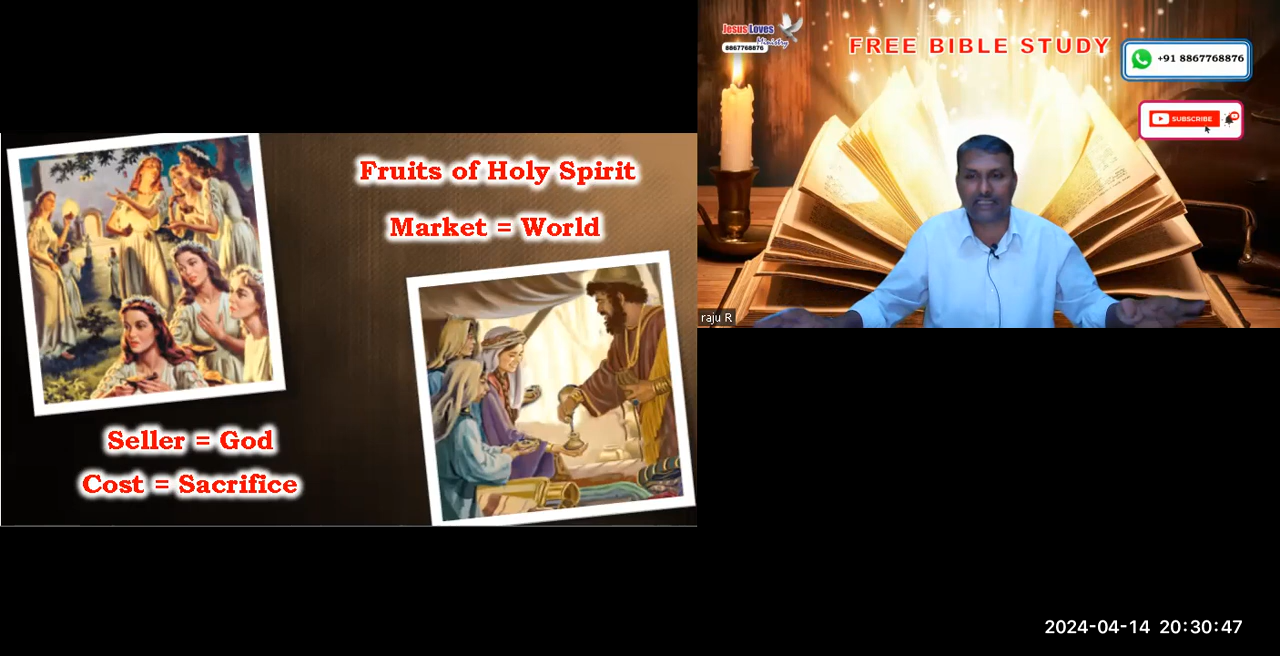 Fruits of Holy Spirit
Market = World
Seller = God
Cost = Sacrifice
Jesus Loves
Ministry
8867768876
FREE BIBLE STUDY
+91 8867768876
SUBSCRIBE
raju R
2024-04-14 20:30:47